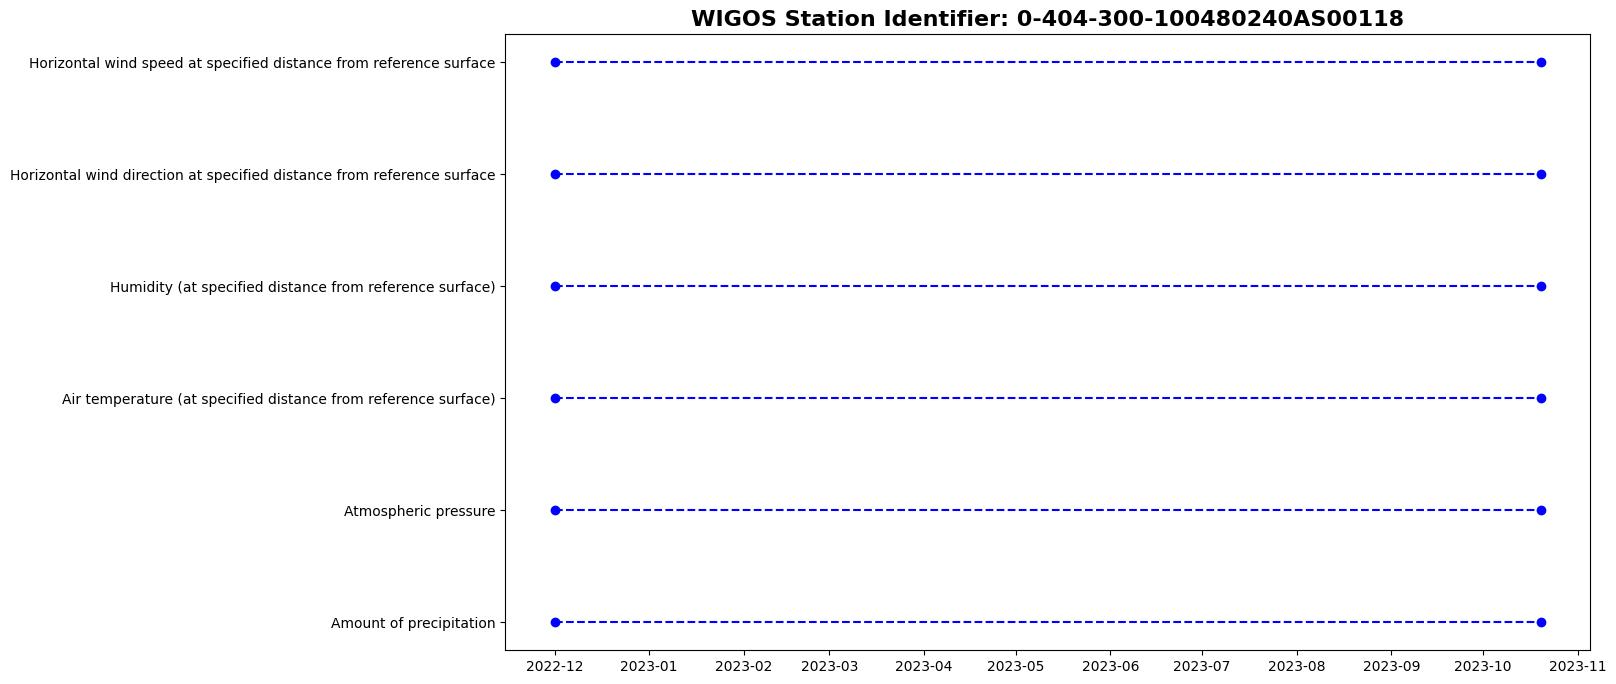 WIGOS Station Identifier: 0-404-300-100480240AS00118
Horizontal wind speed at specified distance from reference surface
Horizontal wind direction at specified distance from reference surface
Humidity (at specified distance from reference surface)
Air temperature (at specified distance from reference surface)
Atmospheric pressure
Amount of precipitation
2022-12 2023-01 2023-02 2023-03 2023-04 2023-05 2023-06 2023-07 2023-08 2023-09 2023-10 2023-11